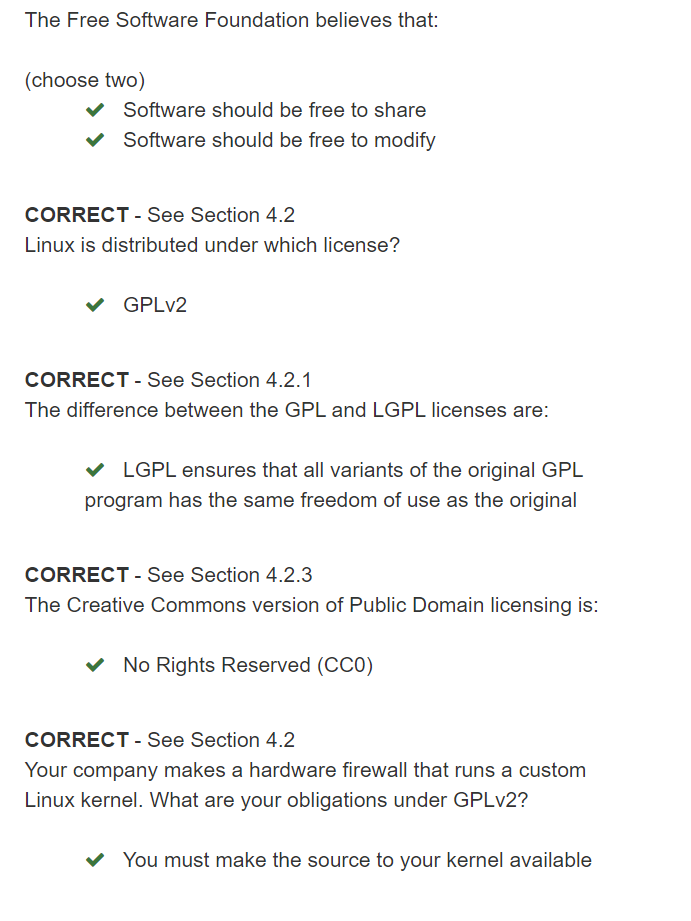 The Free Software Foundation believes that:
(choose two)
Software should be free to share
Software should be free to modify
CORRECT - See Section 4.2
Linux is distributed under which license?
GPLv2
CORRECT - See Section 4.2.1
The difference between the GPL and LGPL licenses are:
LGPL ensures that all variants of the original GPL
program has the same freedom of use as the original
CORRECT - See Section 4.2.3
The Creative Commons version of Public Domain licensing is:
No Rights Reserved (CC0)
CORRECT - See Section 4.2
Your company makes a hardware firewall that runs a custom
Linux kernel. What are your obligations under GPLv2?
You must make the source to your kernel available